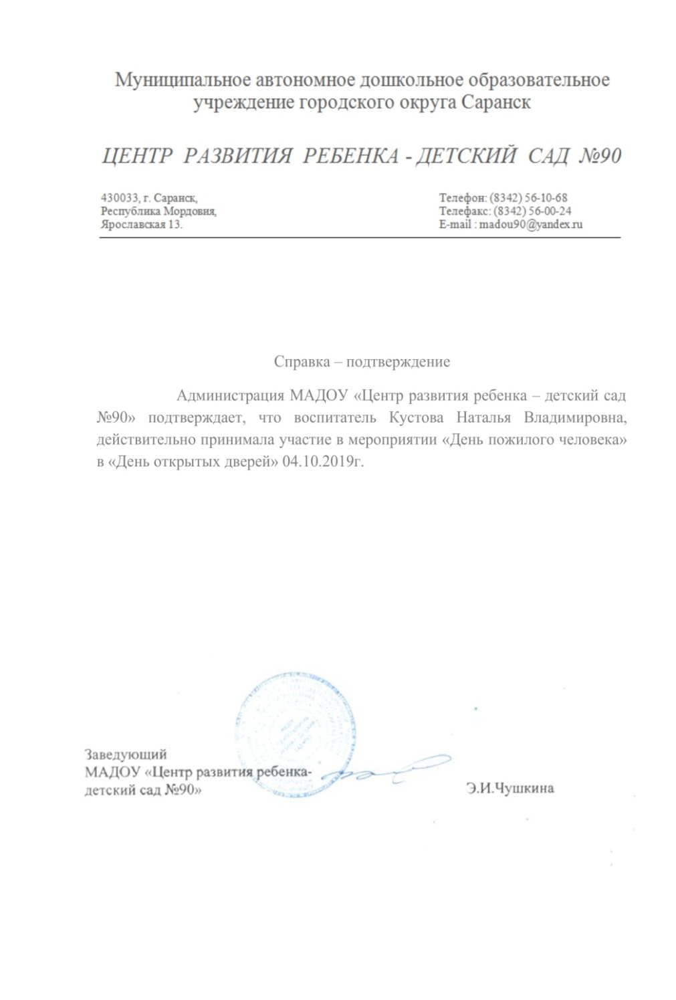 Муниципальное автономное дошкольное образовательное
учреждение городского округа Саранск
ЦЕНТР РАЗВИТИЯ РЕБЕНКА - ДЕТСКИЙ САД №90
430033, г. Саранск,
Республика Мордовия,
Ярославская 13.
Телефон: (8342) 56-10-68
Телефакс: (8342) 56-00-24
E-mail : madou90@yandex.ru
Справка – подтверждение
Администрация МАДОУ «Центр развития ребенка – детский сад
№90» подтверждает, что воспитатель Кустова Наталья Владимировна,
действительно принимала участие в мероприятии «День пожилого человека»
в «День открытых дверей» 04.10.2019г.
Заведующий
МАДОУ «Центр развития ребенка-
детский сад №90»
Э.И.Чушкина